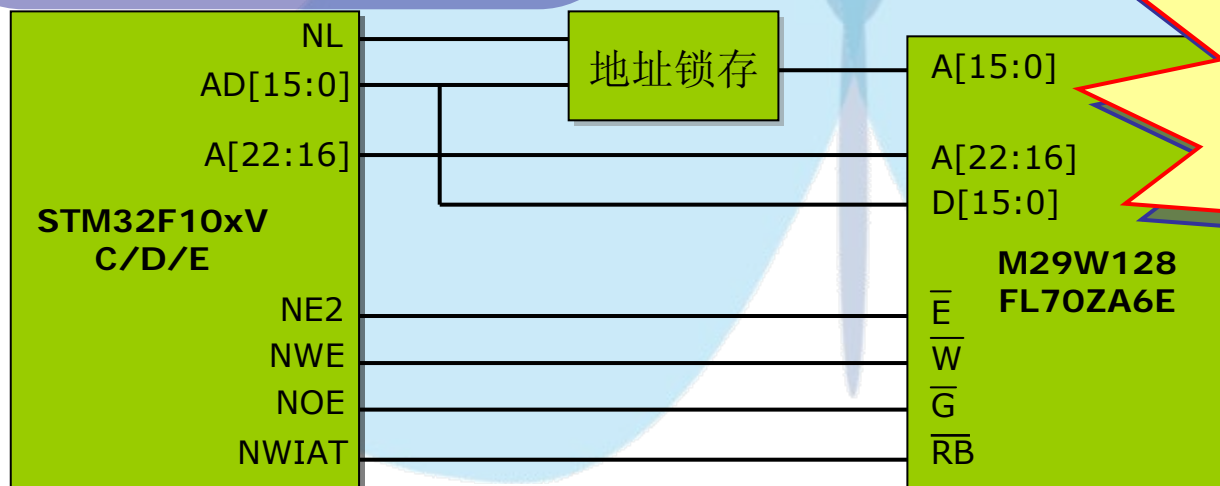 NL
AD[15:0]
A[22:16]
STM32F10xV
C/D/E
NE2
NWE
NOE
NWIAT
地址锁存
A[15:0]
A[22:16]
D[15:0]
M29W128
FL70ZA6E
E
W
G
RB